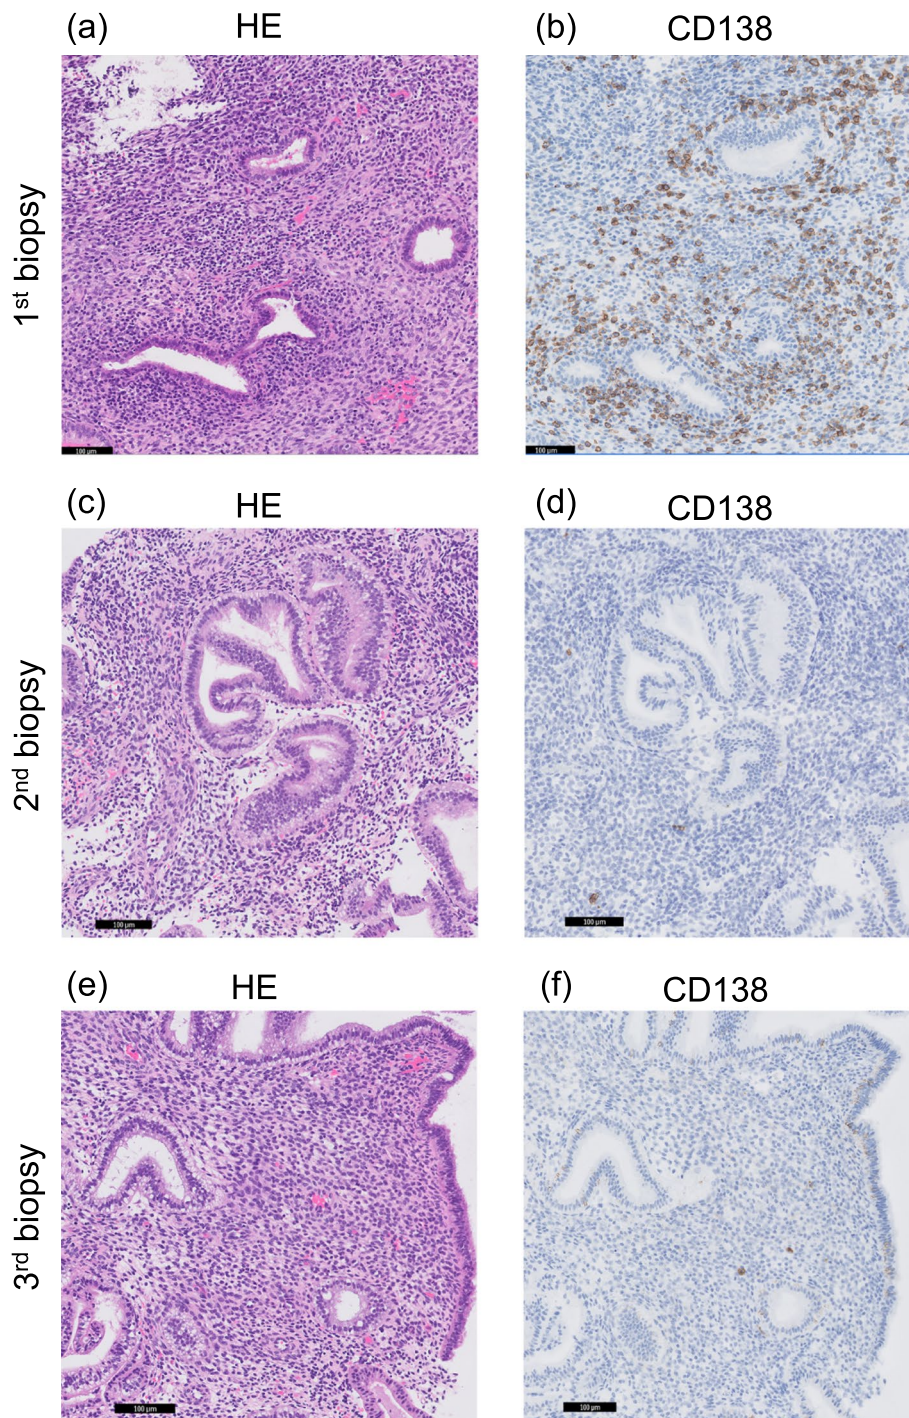 (a) HE (b) CD138
1st biopsy
100 µm 100 µm
(c) HE (d) CD138
2nd biopsy
100 µm 100 µm
(e) HE (f) CD138
3rd biopsy
100 µm 100 µm